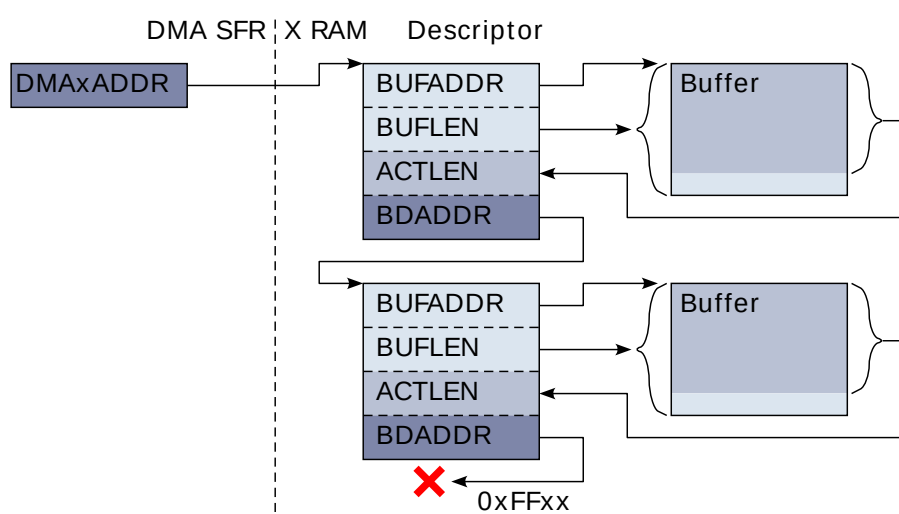 DMA SFR X RAM Descriptor
DMAxADDR
BUFADDR
BUFLEN
ACTLEN
BDADDR
Buffer
BUFADDR
BUFLEN
ACTLEN
BDADDR
Buffer
0xFFxx